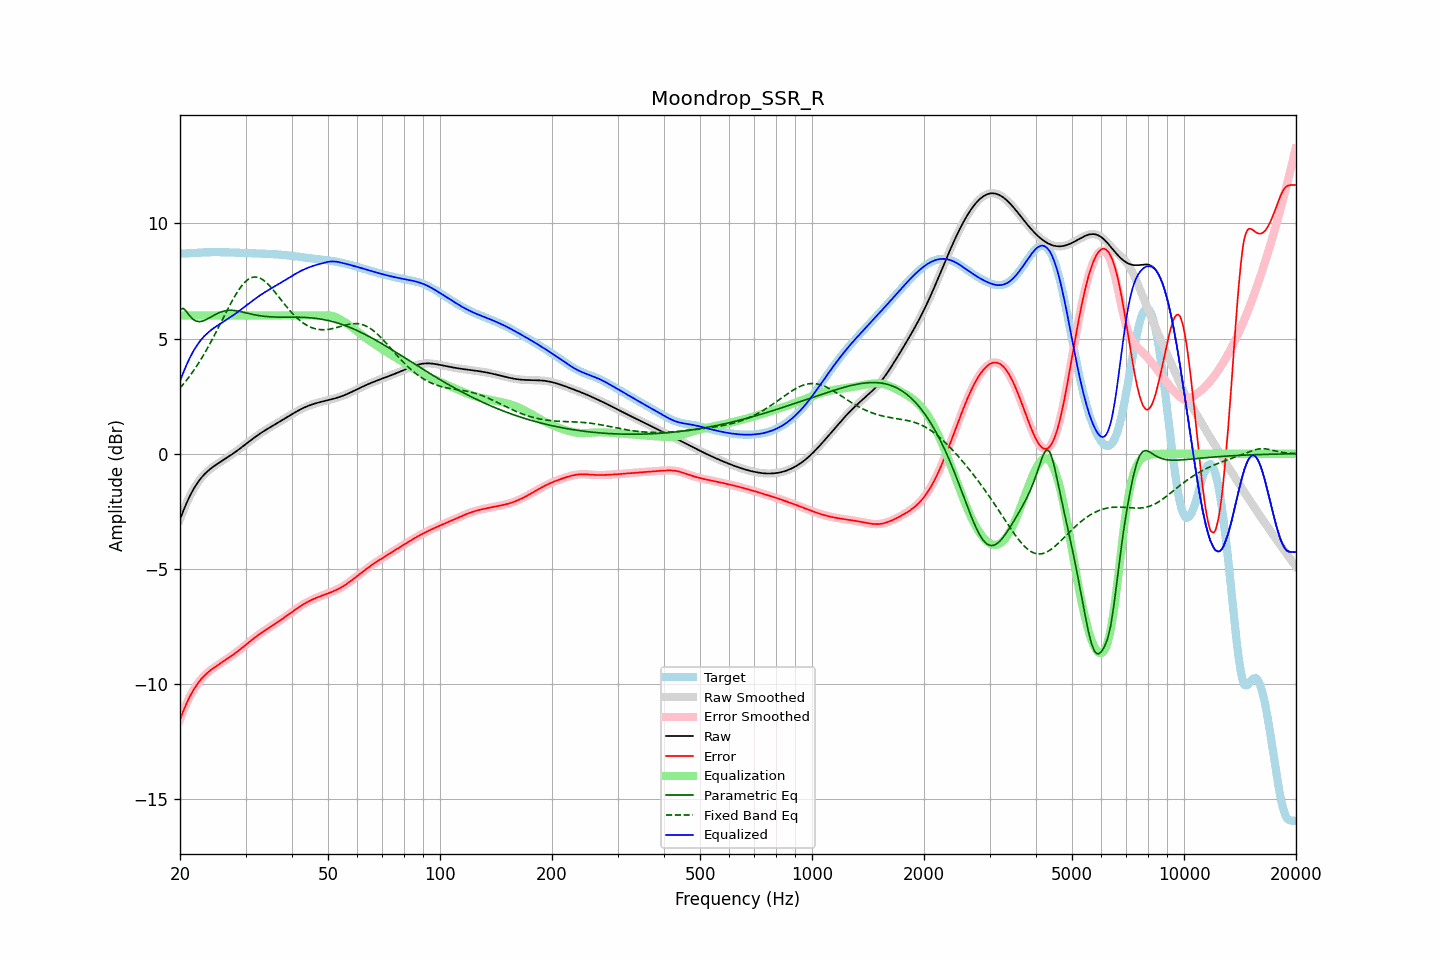 Moondrop_SSR_R
Amplitude (dBr)
10
5
0
−5
−10
−15
Target
Raw Smoothed
Error Smoothed
Raw
Error
Equalization
Parametric Eq
Fixed Band Eq
Equalized
20 50 100 200 500 1000 2000 5000 10000 20000
Frequency (Hz)